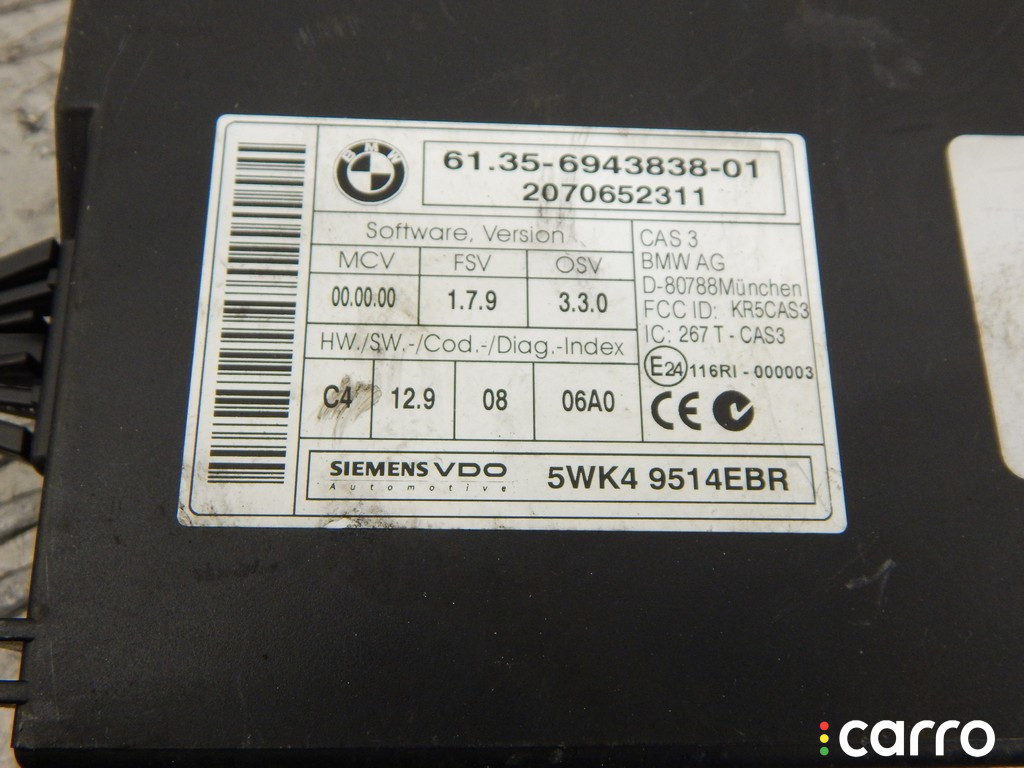 BMW
61.35-6943838-01
2070652311
Software, Version
MCV FSV ÖSV
00.00.00 1.7.9 3.3.0
HW./SW.-/Cod.-/Diag.-Index
C4 12.9 08 06A0
CAS 3
BMW AG
D-80788München
FCC ID: KR5CAS3
IC: 267 T - CAS3
E24 116RI - 000003
CE
SIEMENS VDO
Automotive
5WK4 9514EBR
carro